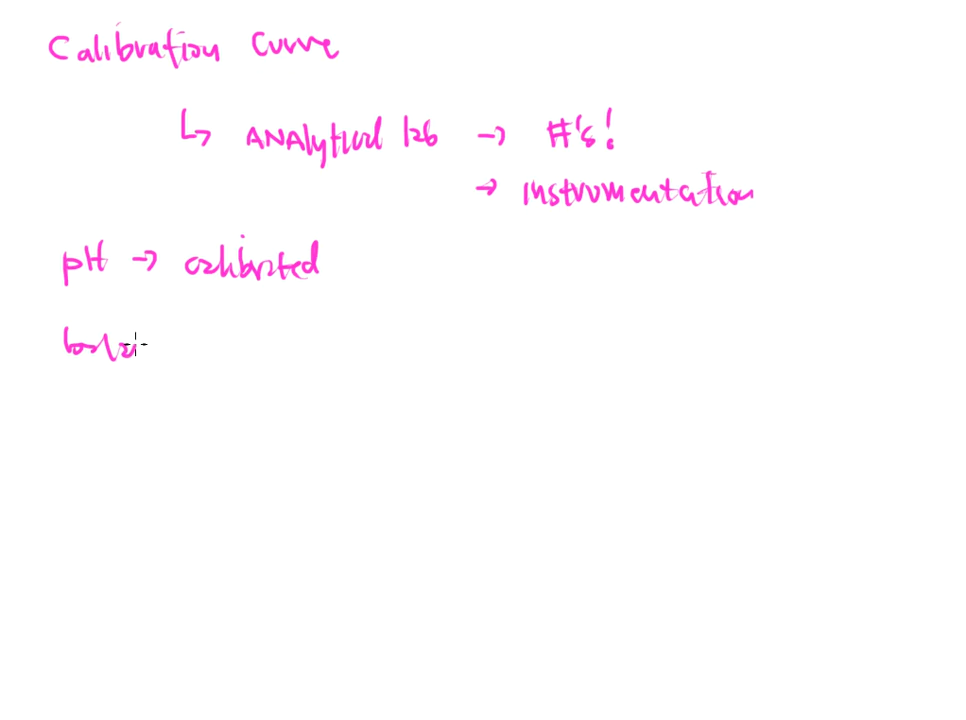 Calibration Curve
↳ ANAlytical lab → #'s!
→ instrumentation
pH → calibrated